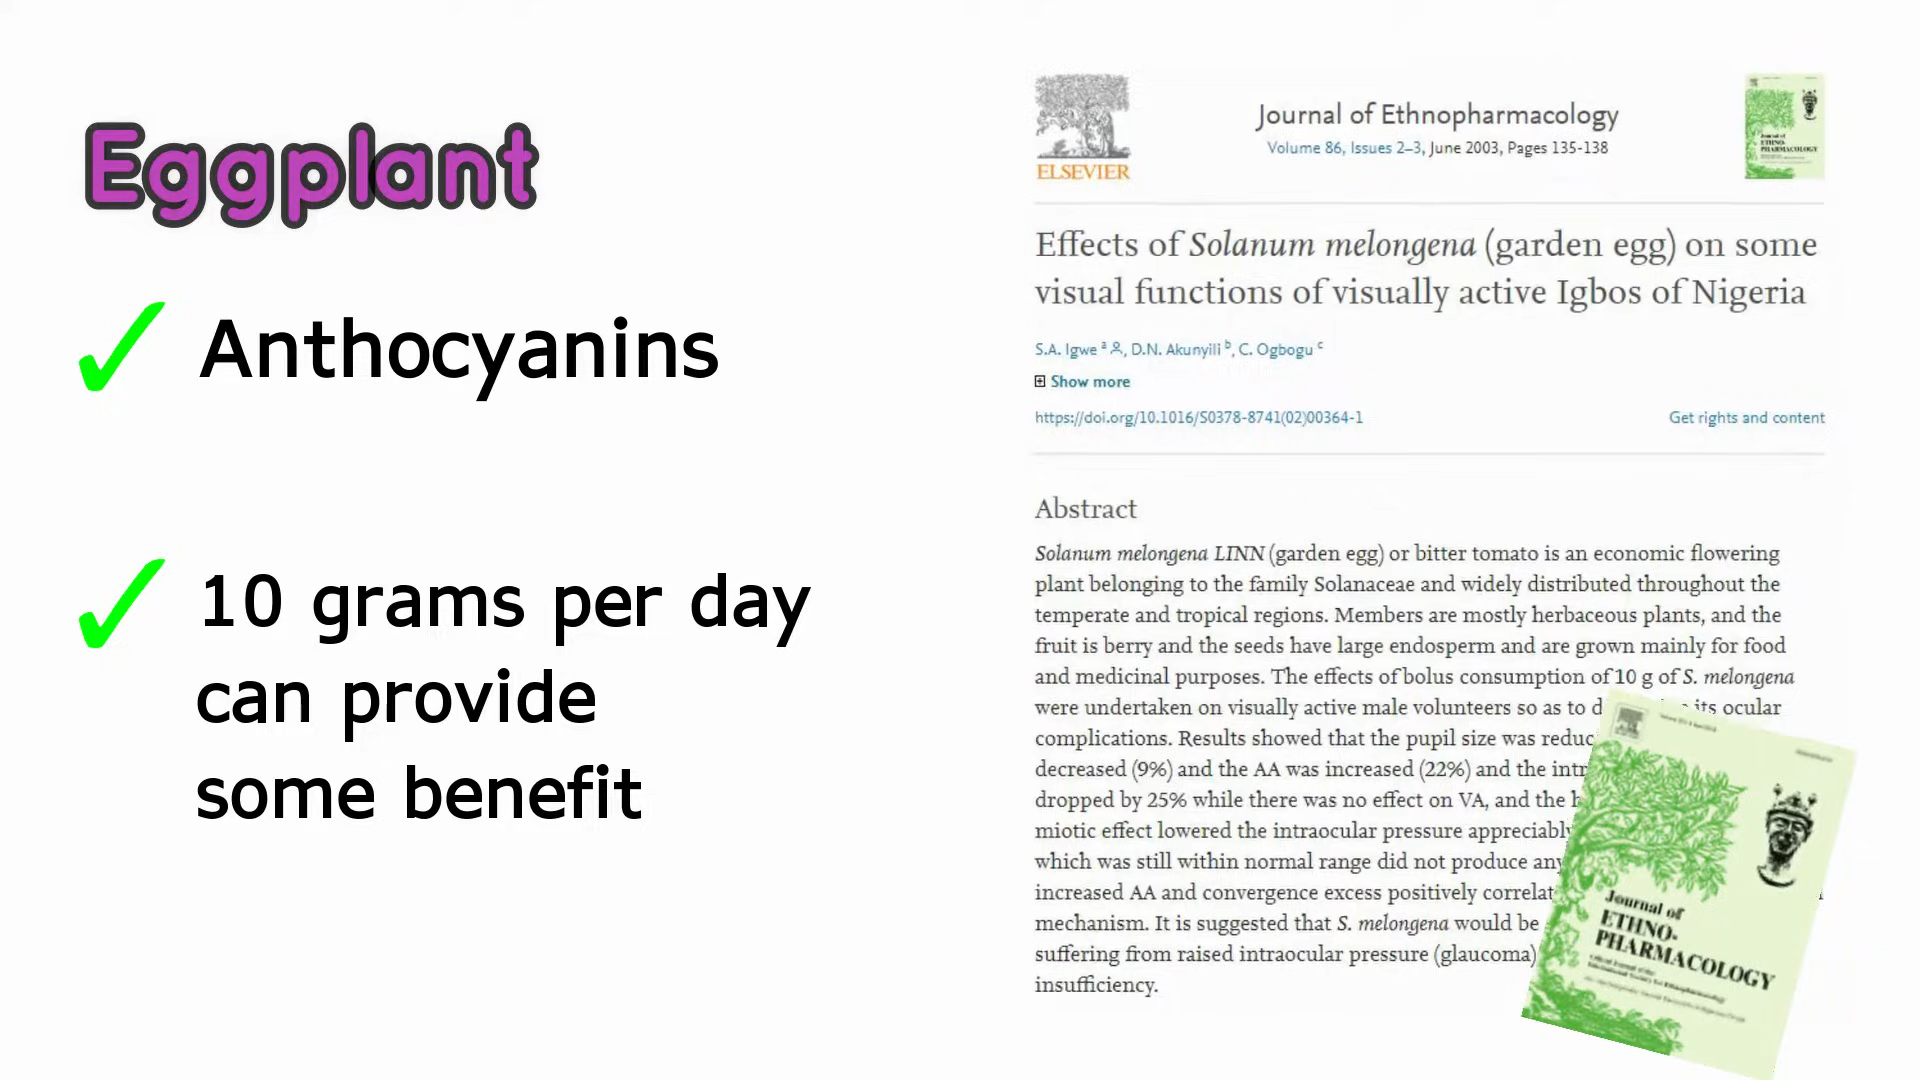 Eggplant
Anthocyanins
10 grams per day
can provide
some benefit
ELSEVIER
Journal of Ethnopharmacology
Volume 86, Issues 2–3, June 2003, Pages 135-138
Journal of
ETHNO-
PHARMACOLOGY
Effects of Solanum melongena (garden egg) on some
visual functions of visually active Igbos of Nigeria
S.A. Igwe a, D.N. Akunyili b, C. Ogbogu c
Show more
https://doi.org/10.1016/S0378-8741(02)00364-1
Get rights and content
Abstract
Solanum melongena LINN (garden egg) or bitter tomato is an economic flowering
plant belonging to the family Solanaceae and widely distributed throughout the
temperate and tropical regions. Members are mostly herbaceous plants, and the
fruit is berry and the seeds have large endosperm and are grown mainly for food
and medicinal purposes. The effects of bolus consumption of 10 g of S. melongena
were undertaken on visually active male volunteers so as to its ocular
complications. Results showed that the pupil size was
decreased (9%) and the AA was increased (22%) and the
dropped by 25% while there was no effect on VA, and the
miotic effect lowered the intraocular pressure
which was still within normal range did not produce any
increased AA and convergence excess positively
mechanism. It is suggested that S. melongena would be
suffering from raised intraocular pressure (glaucoma)
insufficiency.
Journal of
ETHNO-
PHARMACOLOGY